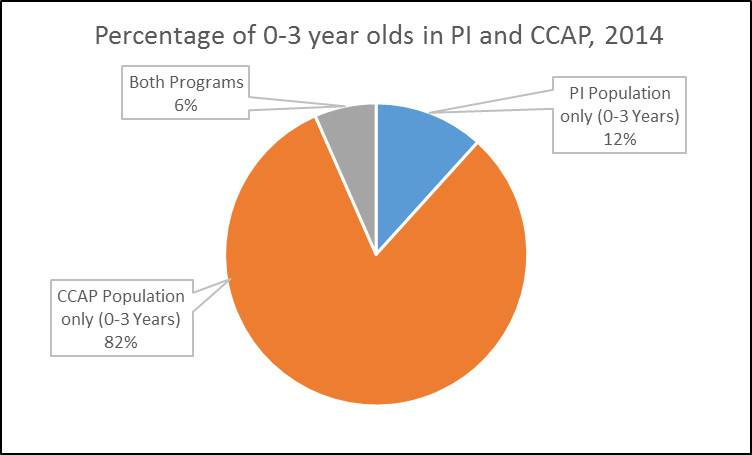 Percentage of 0-3 year olds in PI and CCAP, 2014
Both Programs
6%
PI Population
only (0-3 Years)
12%
CCAP Population
only (0-3 Years)
82%